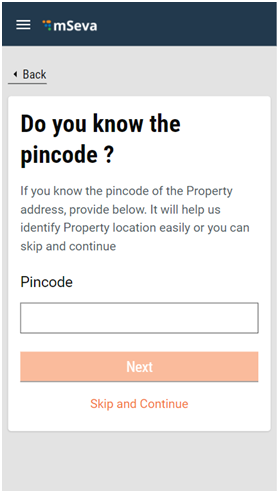 mSeva
Back
Do you know the
pincode ?
If you know the pincode of the Property
address, provide below. It will help us
identify Property location easily or you can
skip and continue
Pincode
Next
Skip and Continue